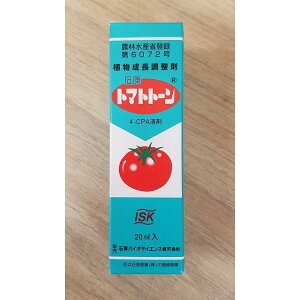 農林水産省登録
第6072号
植物成長調整剤
石原
トマトトーン®
4-CPA液剤
ISK
20ml入
石原バイオサイエンス株式会社